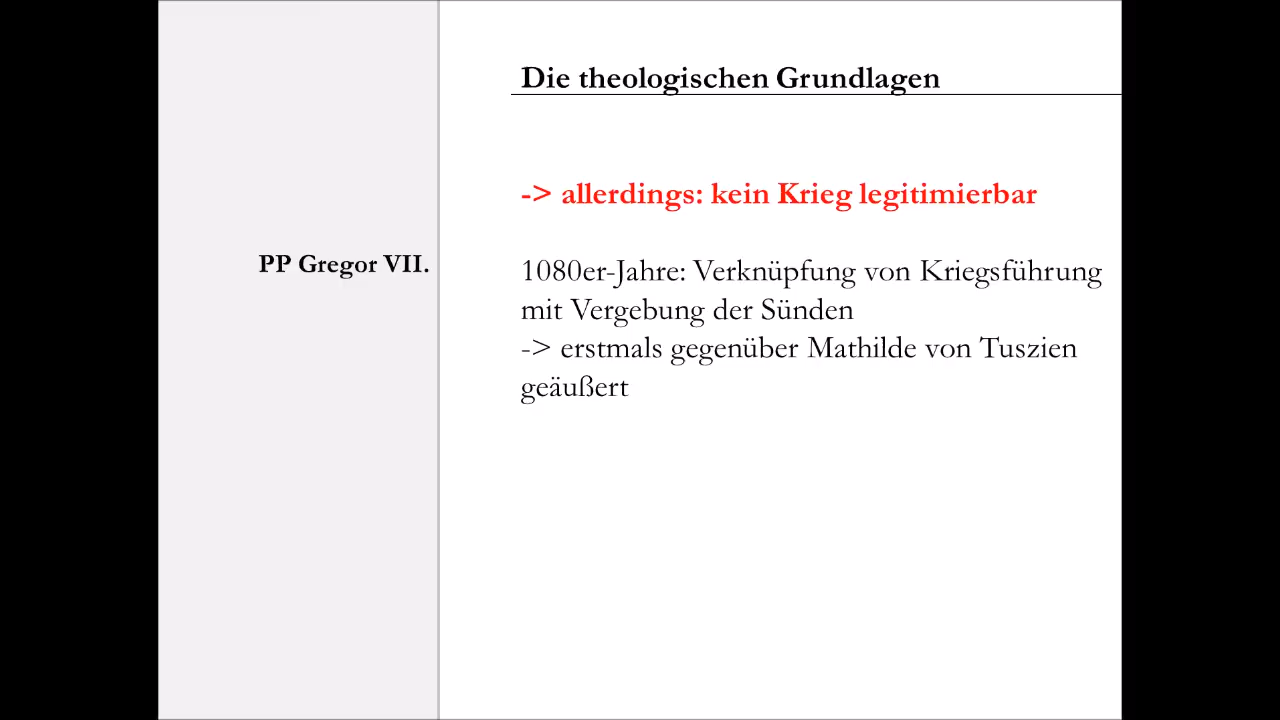 Die theologischen Grundlagen
-> allerdings: kein Krieg legitimierbar
PP Gregor VII.
1080er-Jahre: Verknüpfung von Kriegsführung
mit Vergebung der Sünden
-> erstmals gegenüber Mathilde von Tuszien
geäußert